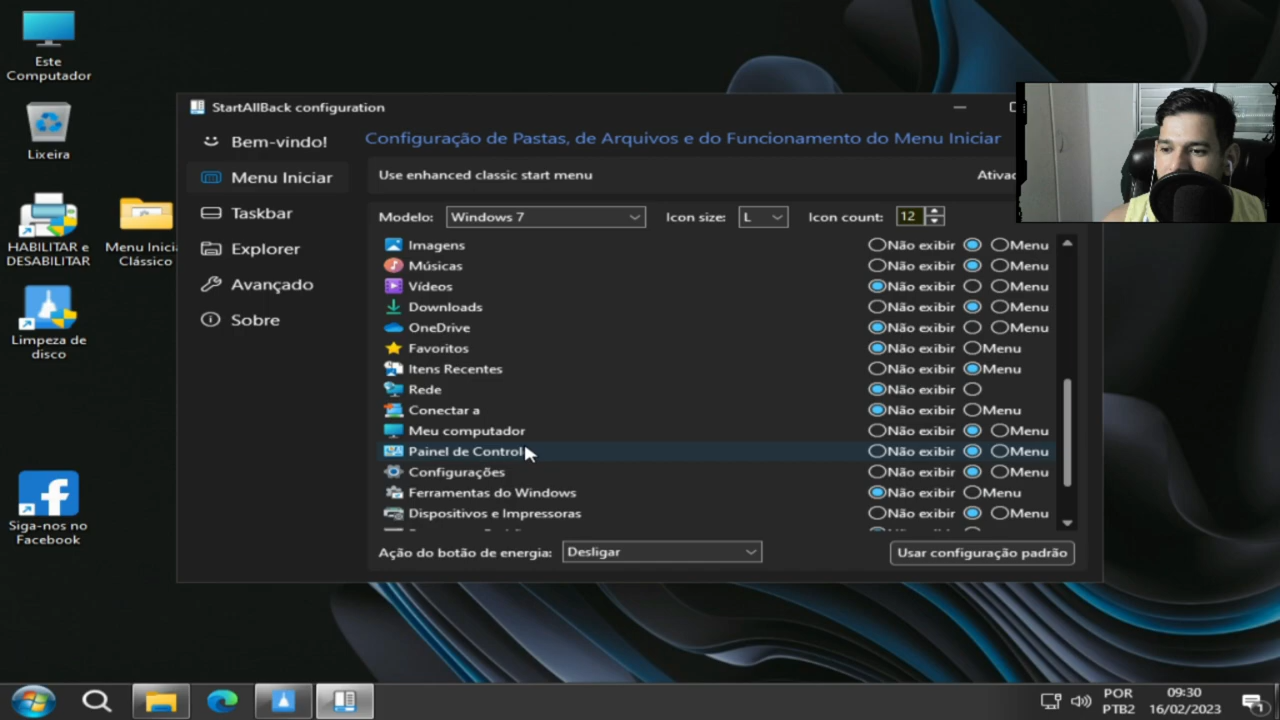 Este
Computador
Lixeira
HABILITAR e
DESABILITAR
Menu Inici
Clássico
Limpeza de
disco
Siga-nos no
Facebook
StartAllBack configuration
Bem-vindo!
Menu Iniciar
Taskbar
Explorer
Avançado
Sobre
Configuração de Pastas, de Arquivos e do Funcionamento do Menu Iniciar
Use enhanced classic start menu Ativad
Modelo: Windows 7 Icon size: L Icon count: 12
Imagens Não exibir Menu
Músicas Não exibir Menu
Vídeos Não exibir Menu
Downloads Não exibir Menu
OneDrive Não exibir Menu
Favoritos Não exibir Menu
Itens Recentes Não exibir Menu
Rede Não exibir
Conectar a Não exibir Menu
Meu computador Não exibir Menu
Painel de Control Não exibir Menu
Configurações Não exibir Menu
Ferramentas do Windows Não exibir Menu
Dispositivos e Impressoras Não exibir Menu
Ação do botão de energia: Desligar Usar configuração padrão
POR
PTB2
09:30
16/02/2023
1